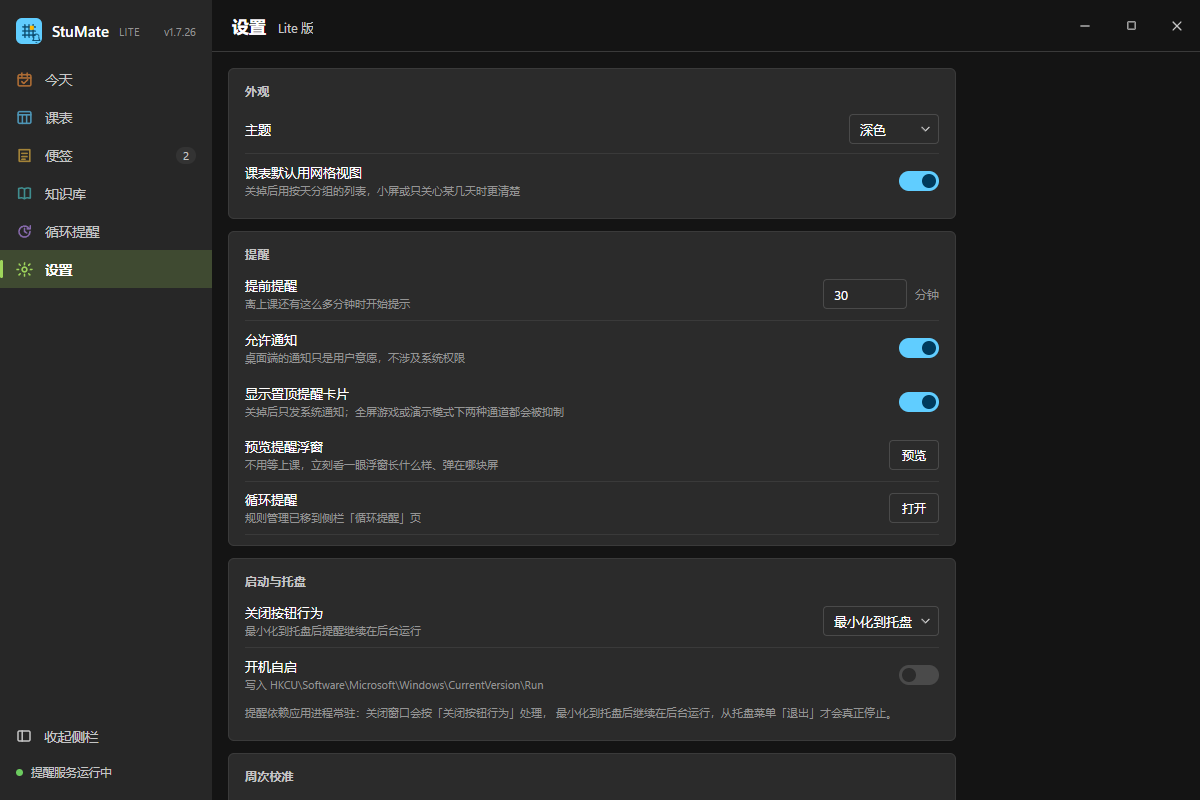 StuMate LITE v1.7.26
今天
课表
便签 2
知识库
循环提醒
设置
收起侧栏
提醒服务运行中
设置 Lite 版
外观
主题 深色
课表默认用网格视图
关掉后用按天分组的列表，小屏或只关心某几天时更清楚
提醒
提前提醒
离上课还有这么多分钟时开始提示
30 分钟
允许通知
桌面端的通知只是用户意愿，不涉及系统权限
显示置顶提醒卡片
关掉后只发系统通知；全屏游戏或演示模式下两种通道都会被抑制
预览提醒浮窗
不用等上课，立刻看一眼浮窗长什么样、弹在哪块屏
预览
循环提醒
规则管理已移到侧栏「循环提醒」页
打开
启动与托盘
关闭按钮行为
最小化到托盘后提醒继续在后台运行
最小化到托盘
开机自启
写入 HKCU\Software\Microsoft\Windows\CurrentVersion\Run
提醒依赖应用进程常驻：关闭窗口会按「关闭按钮行为」处理， 最小化到托盘后继续在后台运行，从托盘菜单「退出」才会真正停止。
周次校准